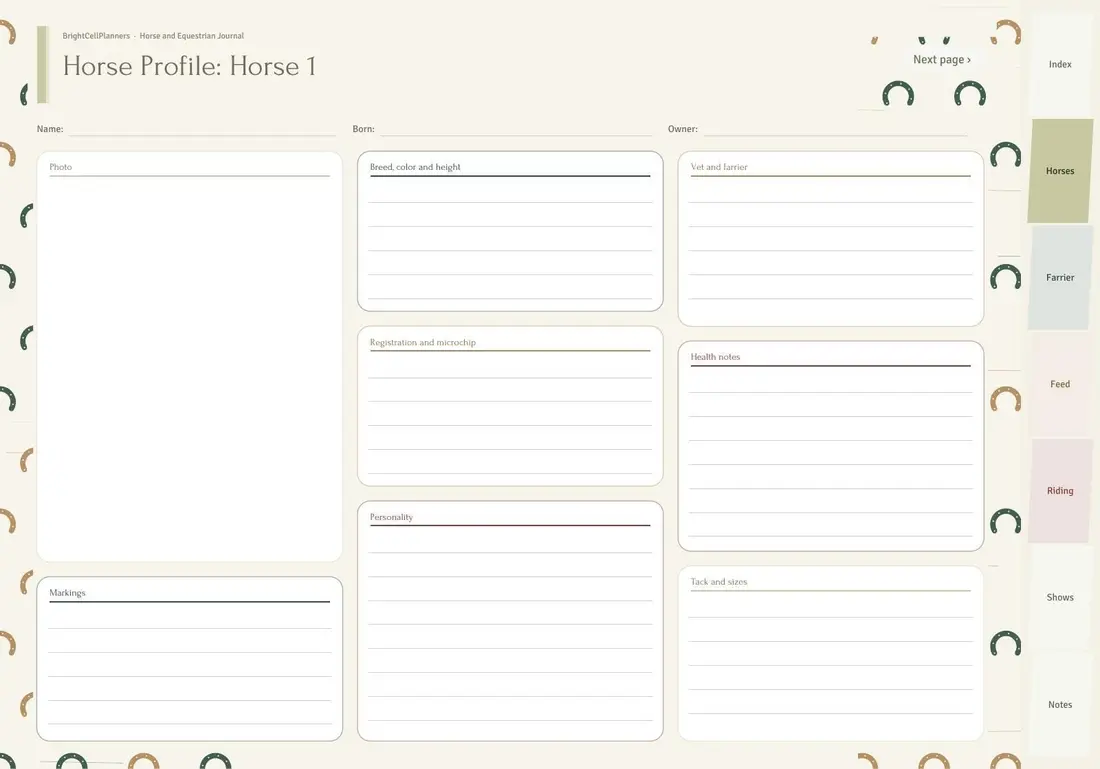 BrightCellPlanners - Horse and Equestrian Journal
Horse Profile: Horse 1
Next page ›
Name:
Born:
Owner:
Photo
Markings
Breed, color and height
Registration and microchip
Personality
Vet and farrier
Health notes
Tack and sizes
Index
Horses
Farrier
Feed
Riding
Shows
Notes